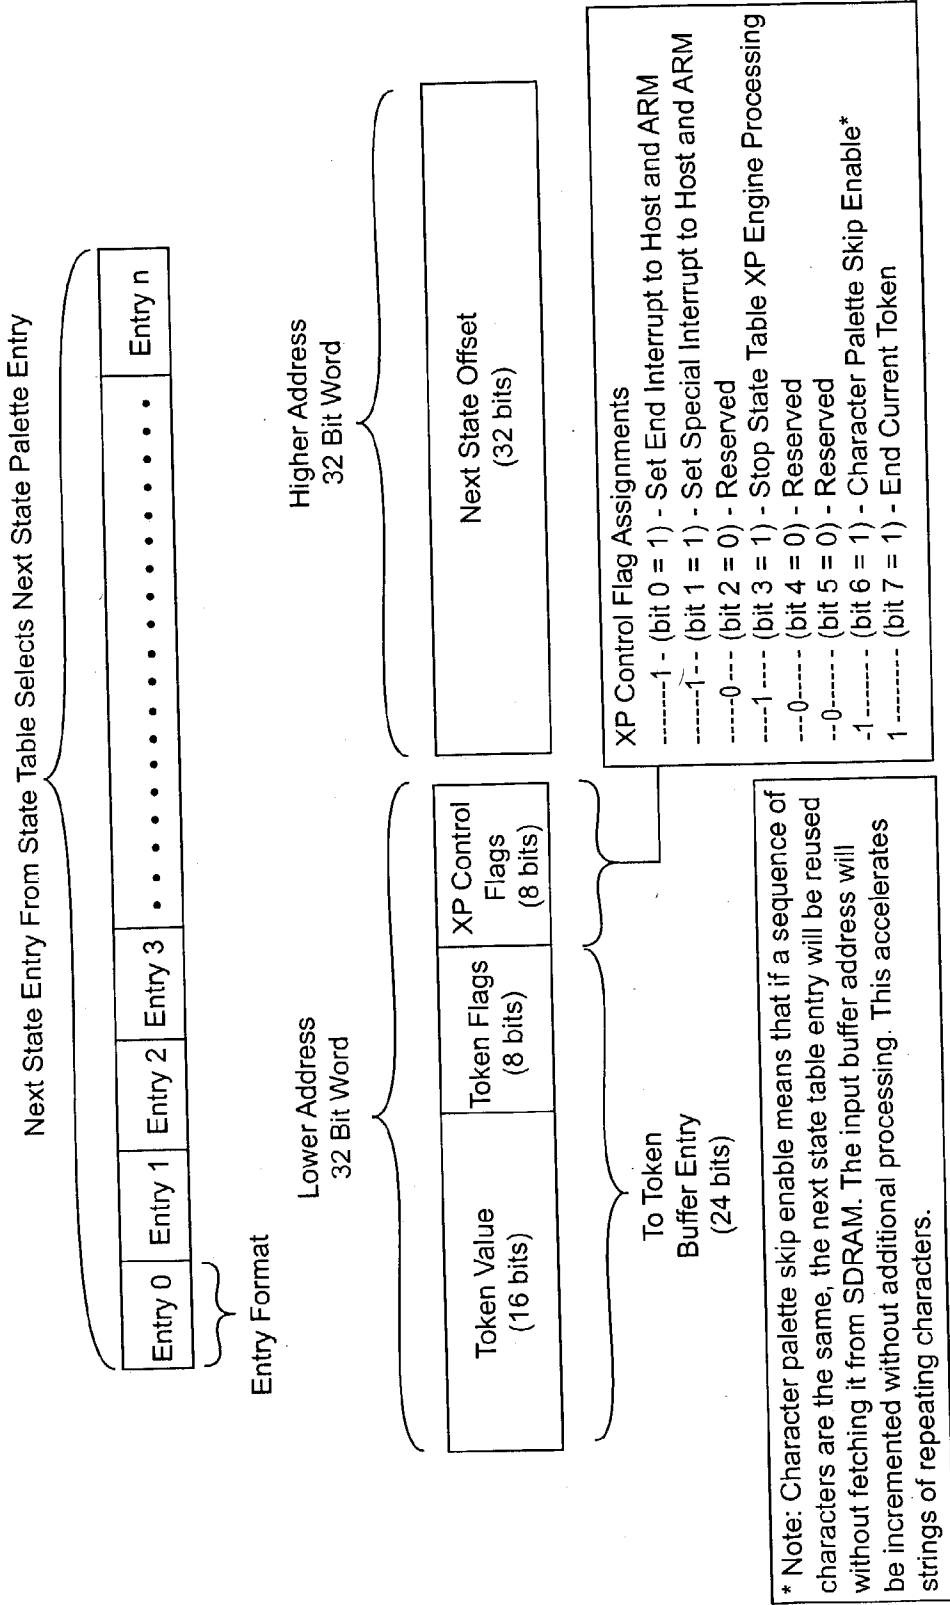 Next State Entry From State Table Selects Next State Palette Entry
Entry 0
Entry 1
Entry 2
Entry 3
Entry n
Entry Format
Lower Address
32 Bit Word
Higher Address
32 Bit Word
Token Value
(16 bits)
Token Flags
(8 bits)
XP Control
Flags
(8 bits)
Next State Offset
(32 bits)
To Token
Buffer Entry
(24 bits)
XP Control Flag Assignments
--------1 - (bit 0 = 1) - Set End Interrupt to Host and ARM
-------1-- (bit 1 = 1) - Set Special Interrupt to Host and ARM
------0---- (bit 2 = 0) - Reserved
----1 ---- (bit 3 = 1) - Stop State Table XP Engine Processing
---0------ (bit 4 = 0) - Reserved
--0------- (bit 5 = 0) - Reserved
-1-------- (bit 6 = 1) - Character Palette Skip Enable*
1 --------- (bit 7 = 1) - End Current Token
* Note: Character palette skip enable means that if a sequence of
characters are the same, the next state table entry will be reused
without fetching it from SDRAM. The input buffer address will
be incremented without additional processing. This accelerates
strings of repeating characters.